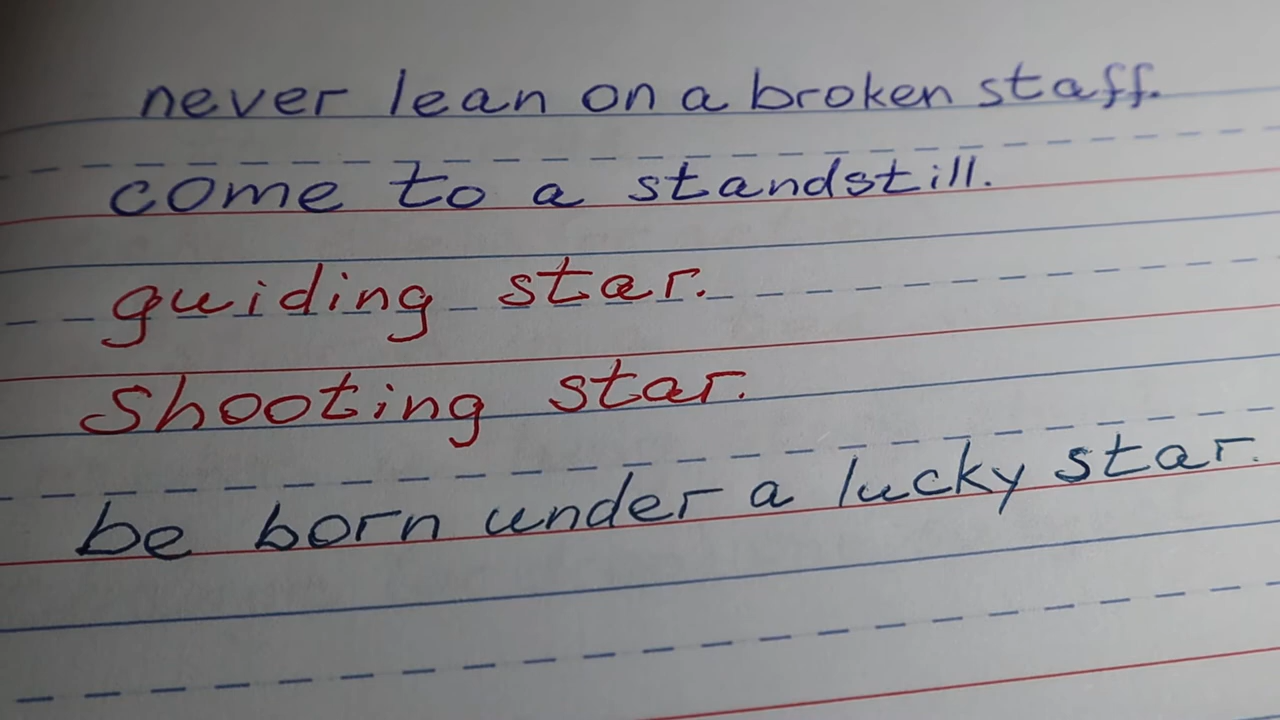 never lean on a broken staff.
come to a standstill.
guiding star.
Shooting star.
be born under a lucky star.